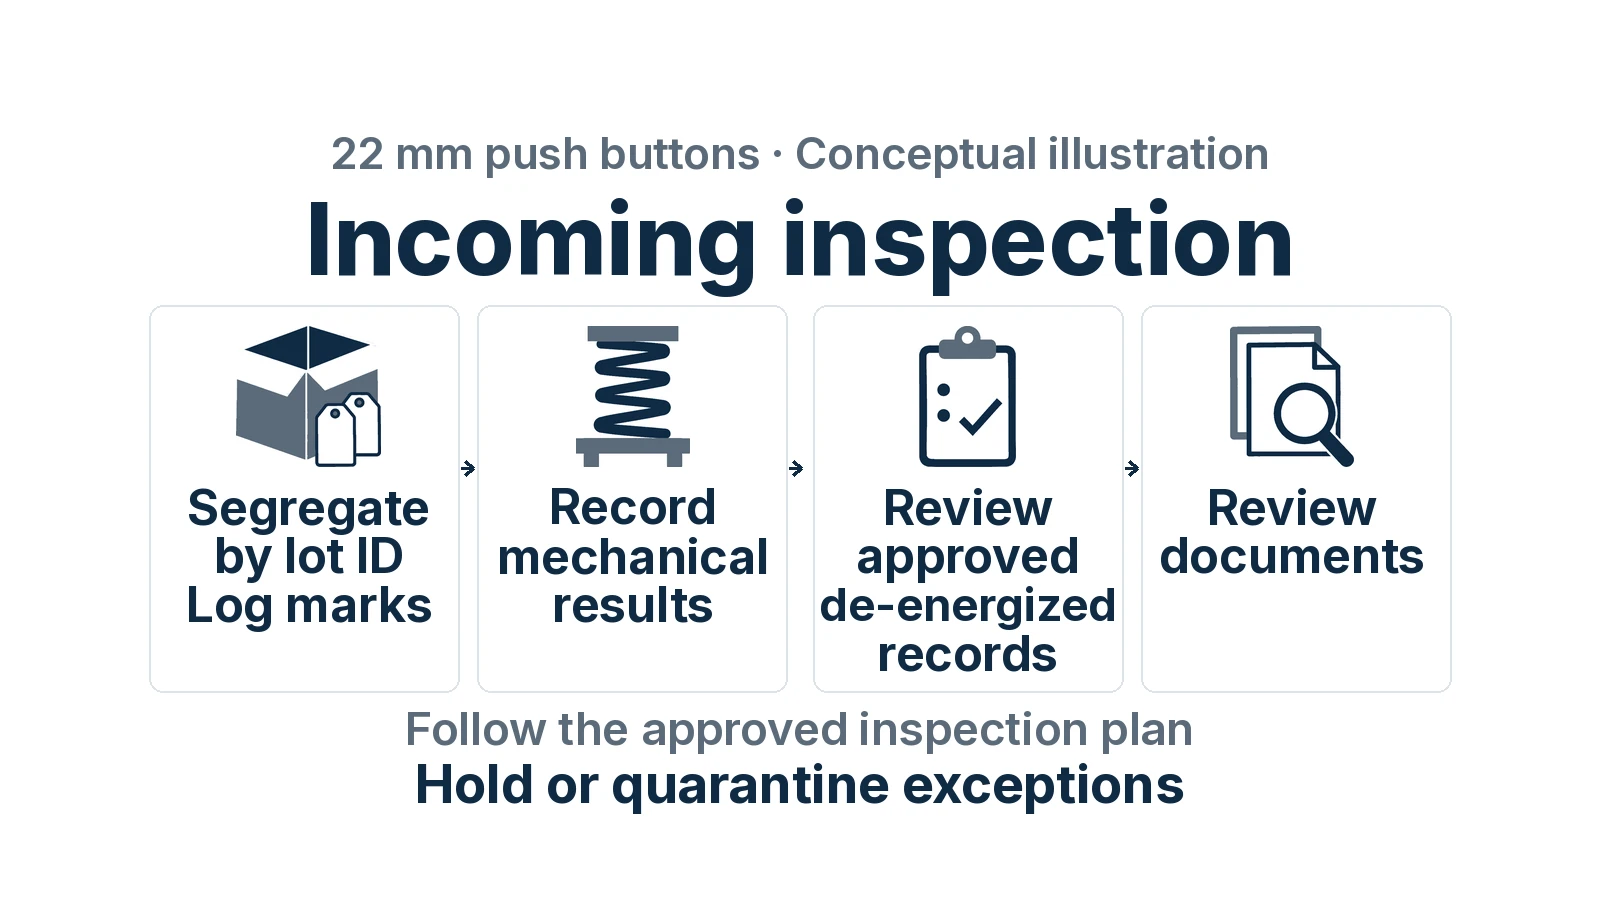 22 mm push buttons · Conceptual illustration
Incoming inspection
Segregate
by lot ID
Log marks
Record
mechanical
results
Review
approved
de-energized
records
Review
documents
Follow the approved inspection plan
Hold or quarantine exceptions